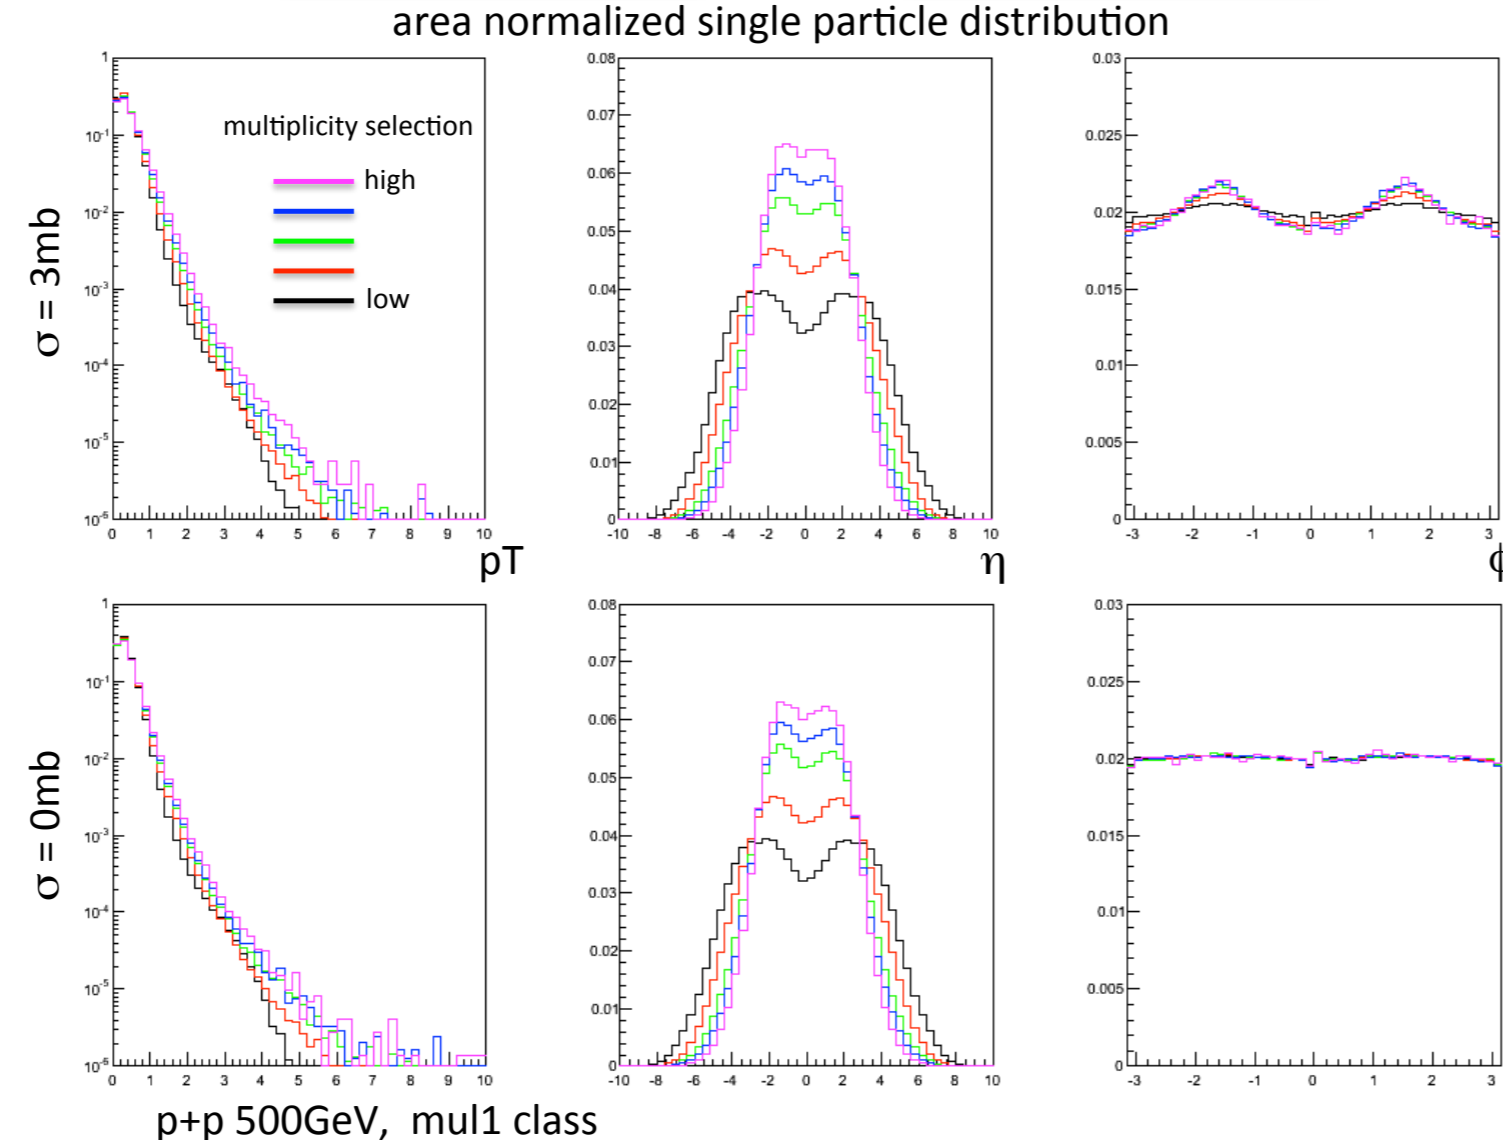 area normalized single particle distribution
σ = 3mb
1
10-1
10-2
10-3
10-4
10-5
10-6
0 1 2 3 4 5 6 7 8 9 10
pT
multiplicity selection
high
low
0.08
0.07
0.06
0.05
0.04
0.03
0.02
0.01
0
-10 -8 -6 -4 -2 0 2 4 6 8 10
η
0.03
0.025
0.02
0.015
0.01
0.005
0
-3 -2 -1 0 1 2 3
ϕ
σ = 0mb
1
10-1
10-2
10-3
10-4
10-5
10-6
0 1 2 3 4 5 6 7 8 9 10
0.08
0.07
0.06
0.05
0.04
0.03
0.02
0.01
0
-10 -8 -6 -4 -2 0 2 4 6 8 10
0.03
0.025
0.02
0.015
0.01
0.005
0
-3 -2 -1 0 1 2 3
p+p 500GeV, mul1 class